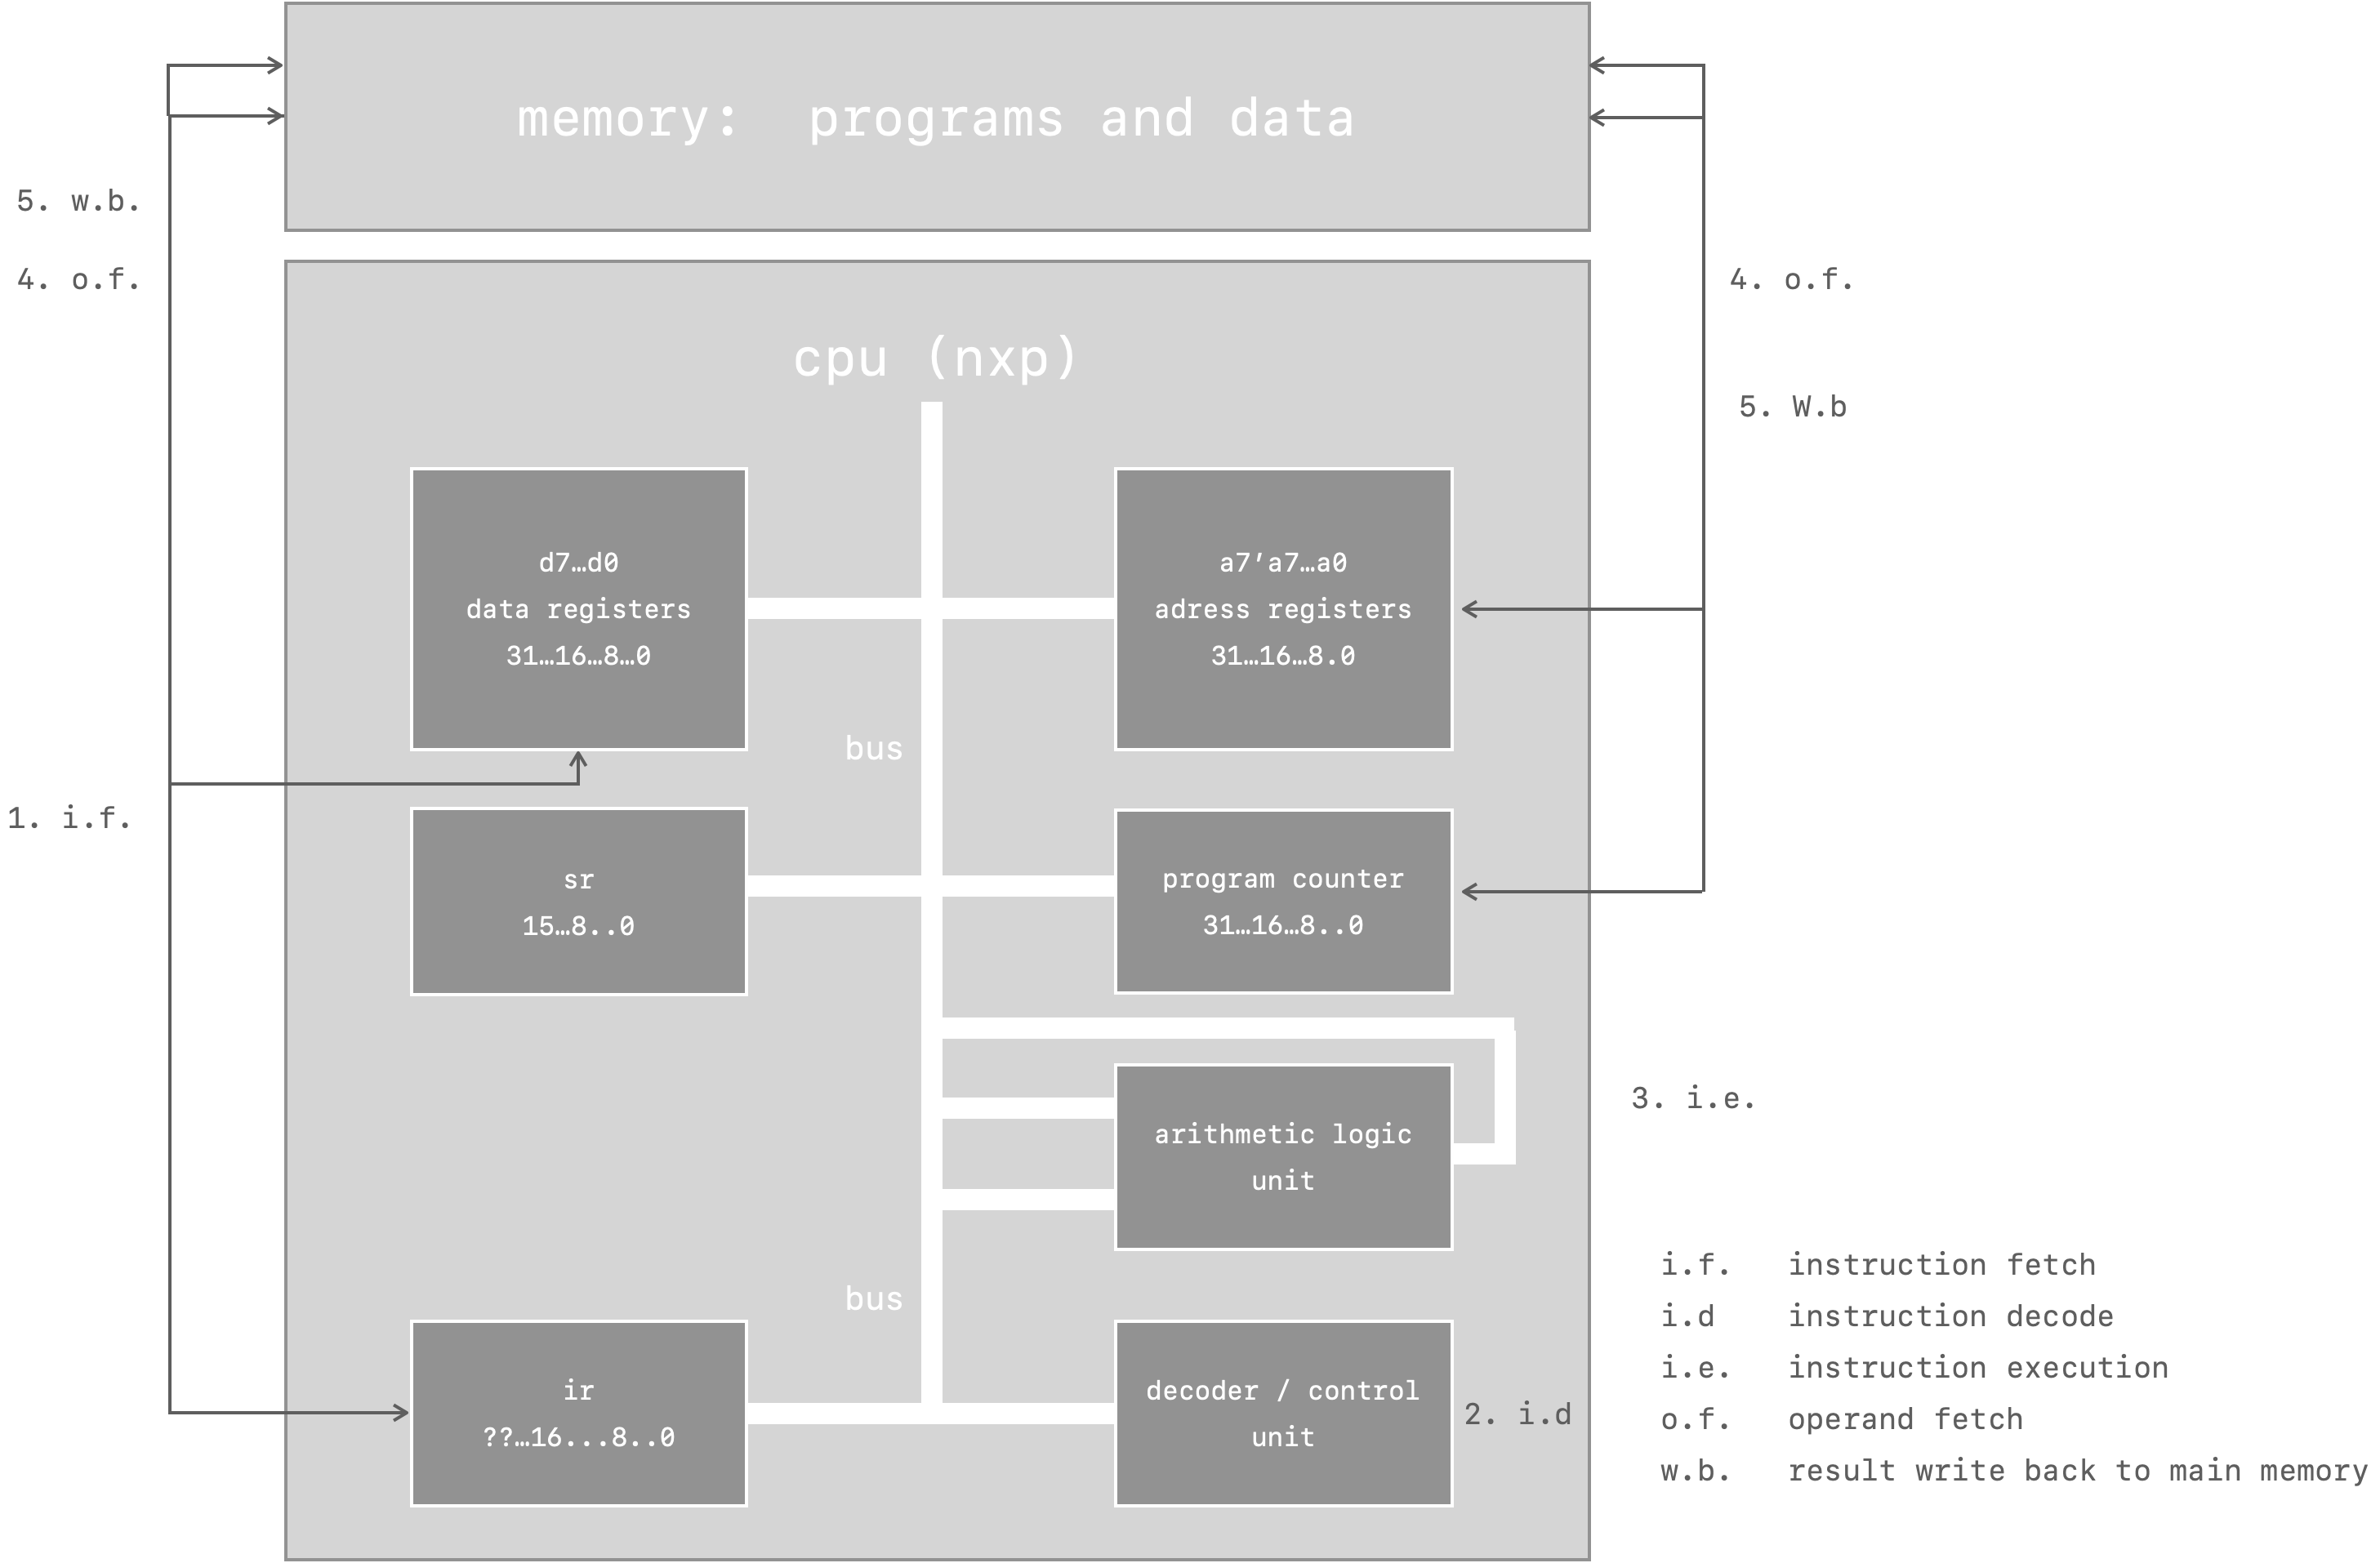 memory:  programs and data
5. w.b.
4. o.f.
4. o.f.
cpu (nxp)
5. W.b
d7…d0
data registers
31…16…8…0
a7’a7…a0
adress registers
31…16…8.0
bus
1. i.f.
sr
15…8..0
program counter
31…16…8..0
3. i.e.
arithmetic logic
unit
bus
ir
??…16...8..0
decoder / control
unit
2. i.d
i.f.   instruction fetch
i.d    instruction decode
i.e.   instruction execution
o.f.   operand fetch
w.b.   result write back to main memory